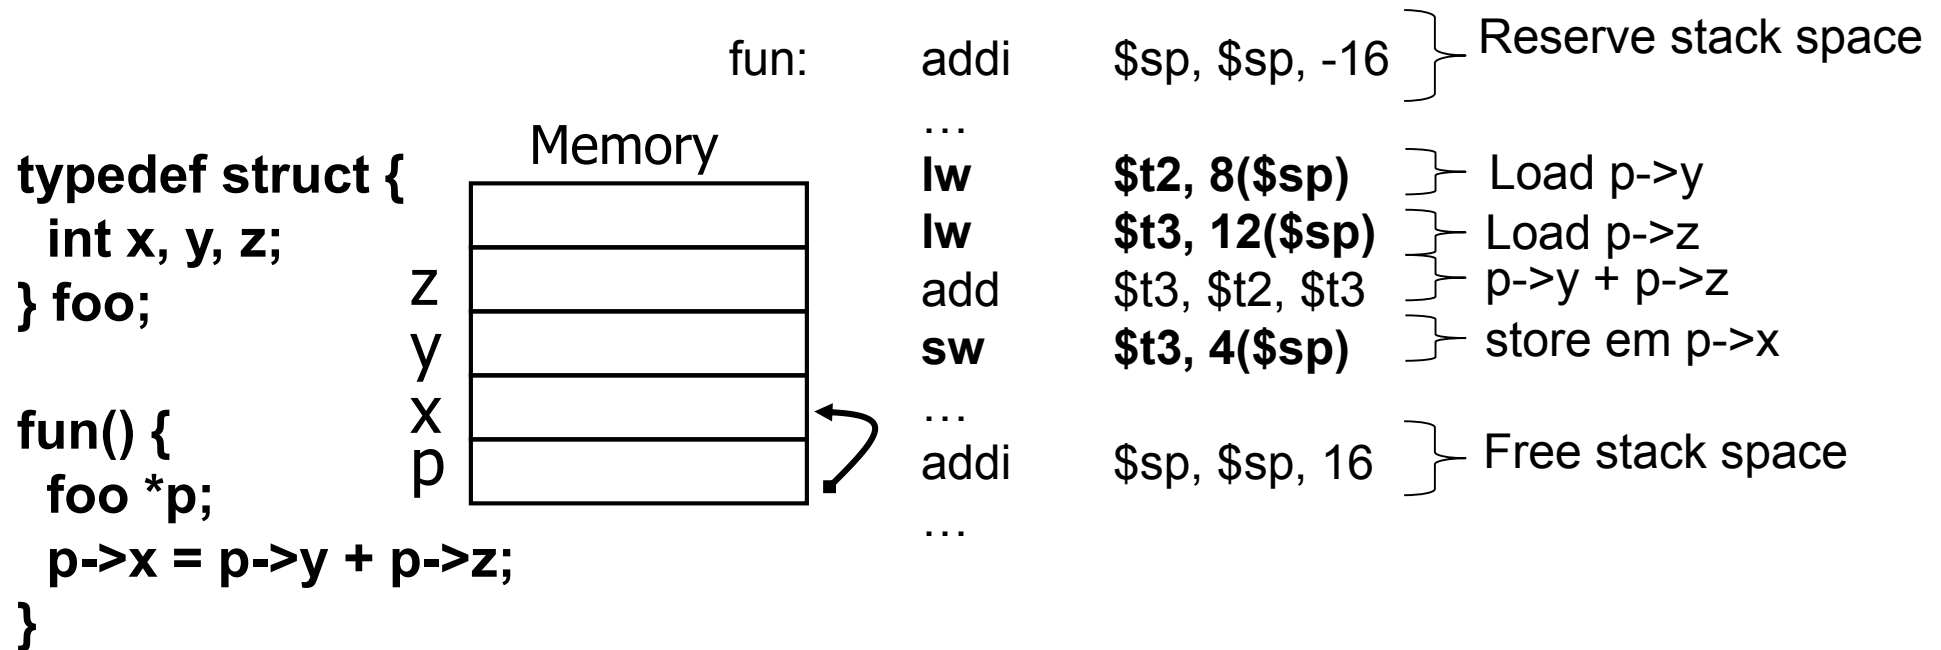 typedef struct {
int x, y, z;
} foo;
fun() {
foo *p;
p->x = p->y + p->z;
}
Memory
z
y
x
p
fun: addi $sp, $sp, -16 Reserve stack space
…
lw $t2, 8($sp) Load p->y
lw $t3, 12($sp) Load p->z
add $t3, $t2, $t3 p->y + p->z
sw $t3, 4($sp) store em p->x
…
addi $sp, $sp, 16 Free stack space
…